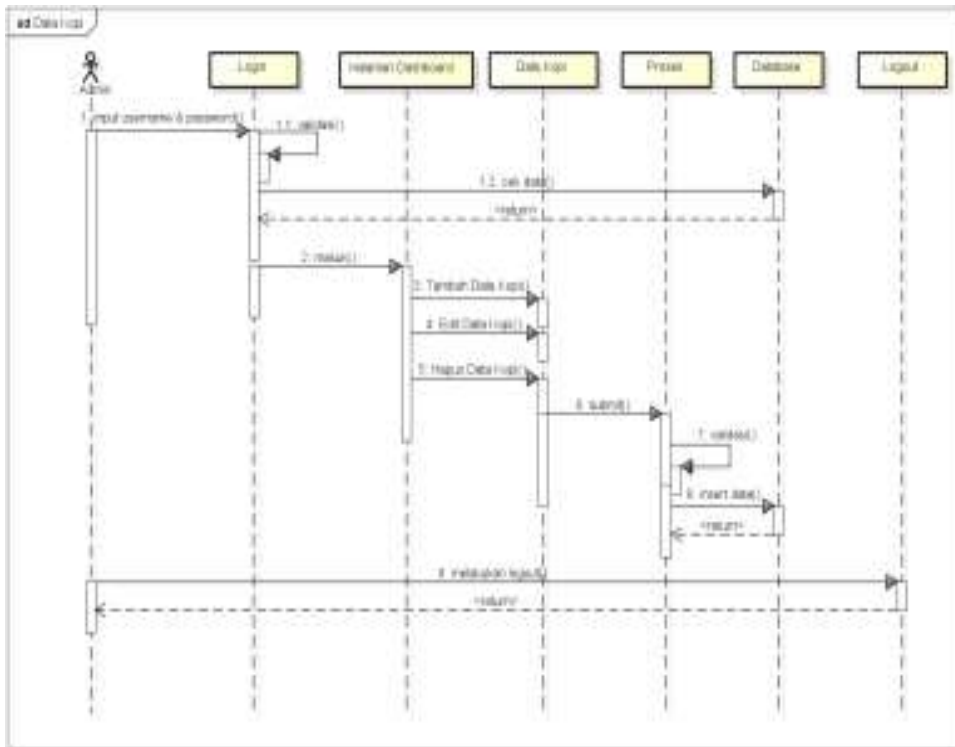 sd Data kopi
Admin
Login
Halaman Dashboard
Data kopi
Proses
Database
Logout
1. input username & password()
1.1. validasi()
1.2. cek data()
<return>
2. masuk()
3. Tambah Data kopi()
4. Edit Data kopi()
5. Hapus Data kopi()
6. submit()
7. validasi()
8. insert data()
<return>
9. melakukan logout()
<return>